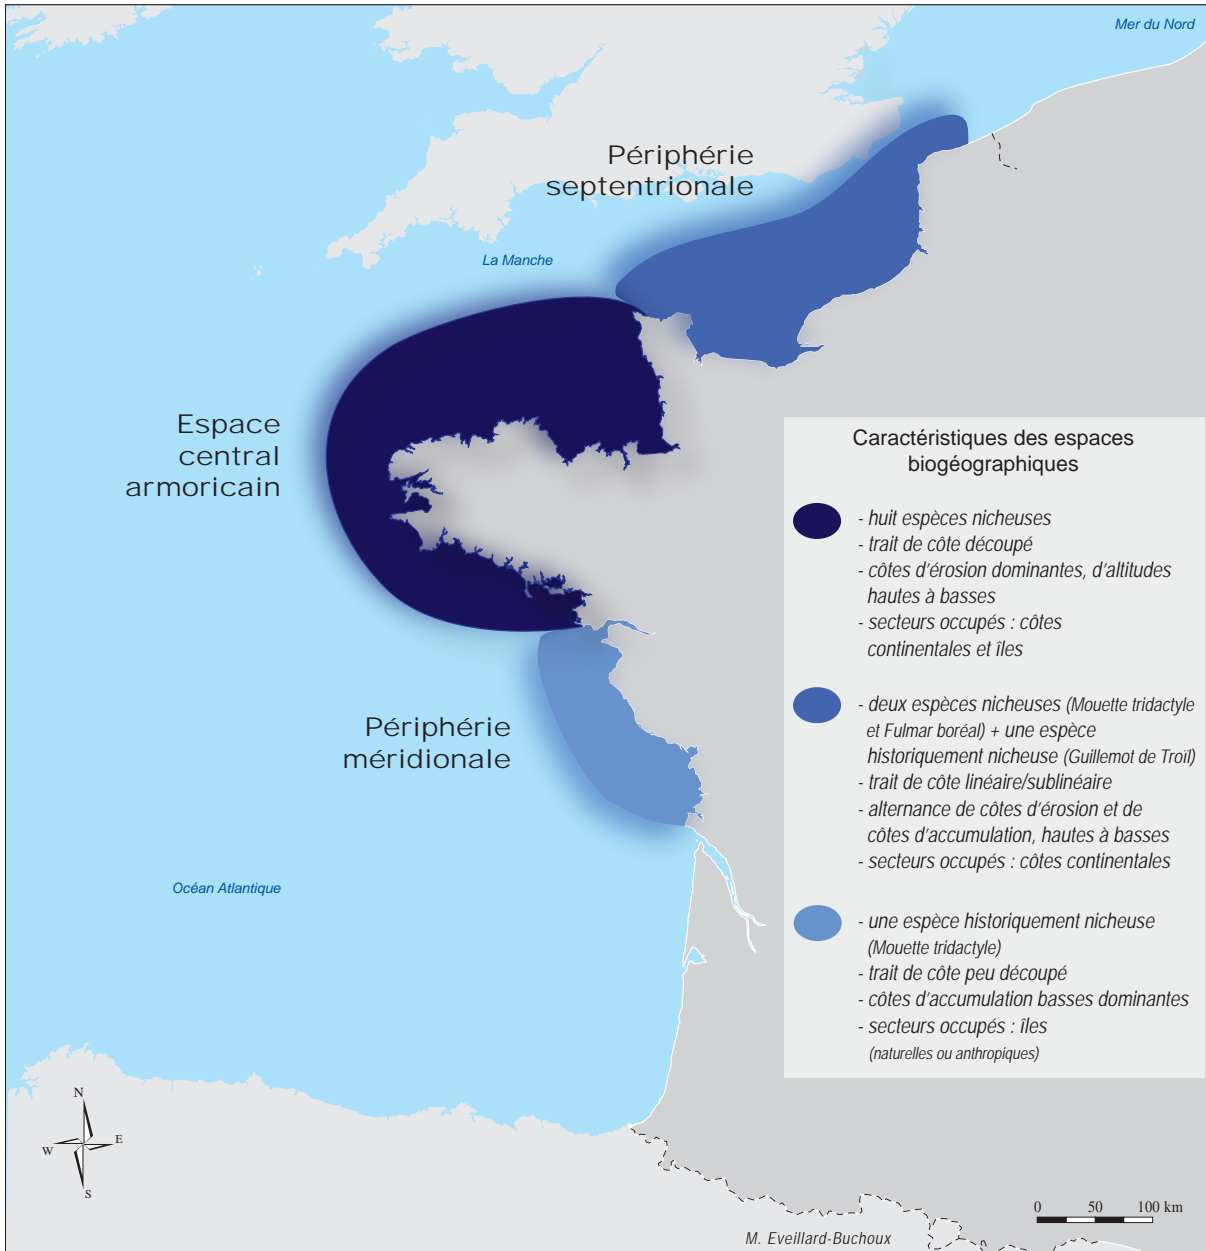 Mer du Nord
Périphérie
septentrionale
La Manche
Espace
central
armoricain
Caractéristiques des espaces
biogéographiques
- huit espèces nicheuses
- trait de côte découpé
- côtes d'érosion dominantes, d'altitudes
hautes à basses
- secteurs occupés : côtes
continentales et îles
- deux espèces nicheuses (Mouette tridactyle
et Fulmar boréal) + une espèce
historiquement nicheuse (Guillemot de Troïl)
- trait de côte linéaire/sublinéaire
- alternance de côtes d'érosion et de
côtes d'accumulation, hautes à basses
- secteurs occupés : côtes continentales
- une espèce historiquement nicheuse
(Mouette tridactyle)
- trait de côte peu découpé
- côtes d'accumulation basses dominantes
- secteurs occupés : îles
(naturelles ou anthropiques)
Périphérie
méridionale
Océan Atlantique
N
W
E
S
0 50 100 km
M. Eveillard-Buchoux